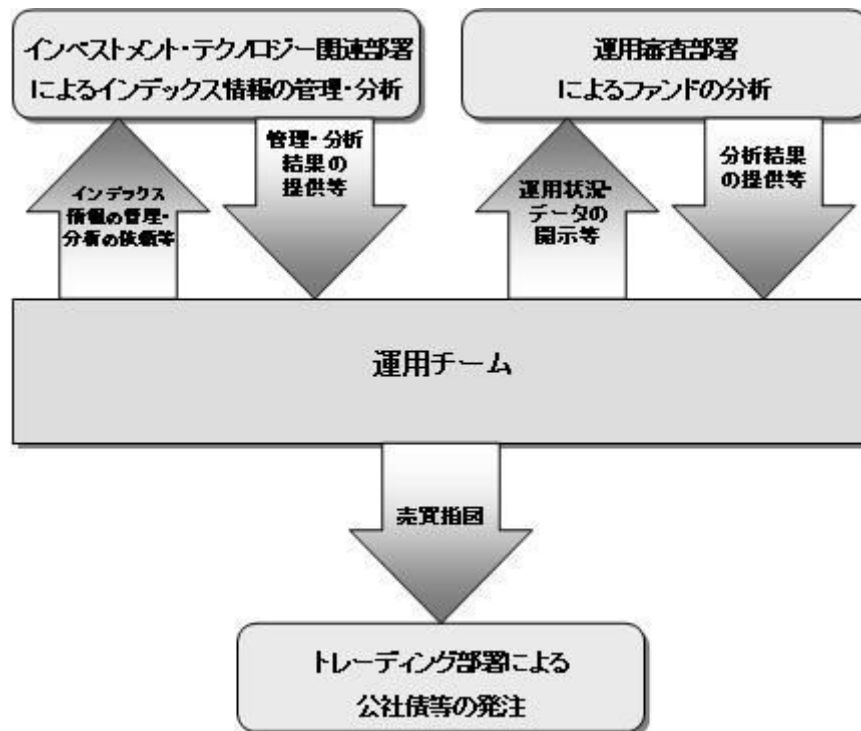 インベストメント・テクノロジー関連部署
によるインデックス情報の管理・分析
運用審査部署
によるファンドの分析
インデックス
情報の管理・
分析の依頼等
管理・分析
結果の
提供等
運用状況・
データの
開示等
分析結果
の提供等
運用チーム
売買指図
トレーディング部署による
公社債等の発注